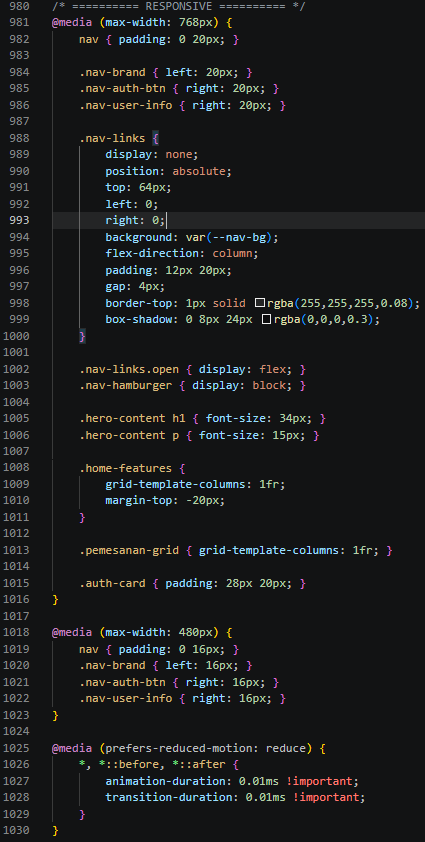 980 /* ========== RESPONSIVE ========== */
981 @media (max-width: 768px) {
982     nav { padding: 0 20px; }
983
984     .nav-brand { left: 20px; }
985     .nav-auth-btn { right: 20px; }
986     .nav-user-info { right: 20px; }
987
988     .nav-links {
989         display: none;
990         position: absolute;
991         top: 64px;
992         left: 0;
993         right: 0;
994         background: var(--nav-bg);
995         flex-direction: column;
996         padding: 12px 20px;
997         gap: 4px;
998         border-top: 1px solid rgba(255,255,255,0.08);
999         box-shadow: 0 8px 24px rgba(0,0,0,0.3);
1000     }
1001
1002     .nav-links.open { display: flex; }
1003     .nav-hamburger { display: block; }
1004
1005     .hero-content h1 { font-size: 34px; }
1006     .hero-content p { font-size: 15px; }
1007
1008     .home-features {
1009         grid-template-columns: 1fr;
1010         margin-top: -20px;
1011     }
1012
1013     .pemesanan-grid { grid-template-columns: 1fr; }
1014
1015     .auth-card { padding: 28px 20px; }
1016 }
1017
1018 @media (max-width: 480px) {
1019     nav { padding: 0 16px; }
1020     .nav-brand { left: 16px; }
1021     .nav-auth-btn { right: 16px; }
1022     .nav-user-info { right: 16px; }
1023 }
1024
1025 @media (prefers-reduced-motion: reduce) {
1026     *, *::before, *::after {
1027         animation-duration: 0.01ms !important;
1028         transition-duration: 0.01ms !important;
1029     }
1030 }